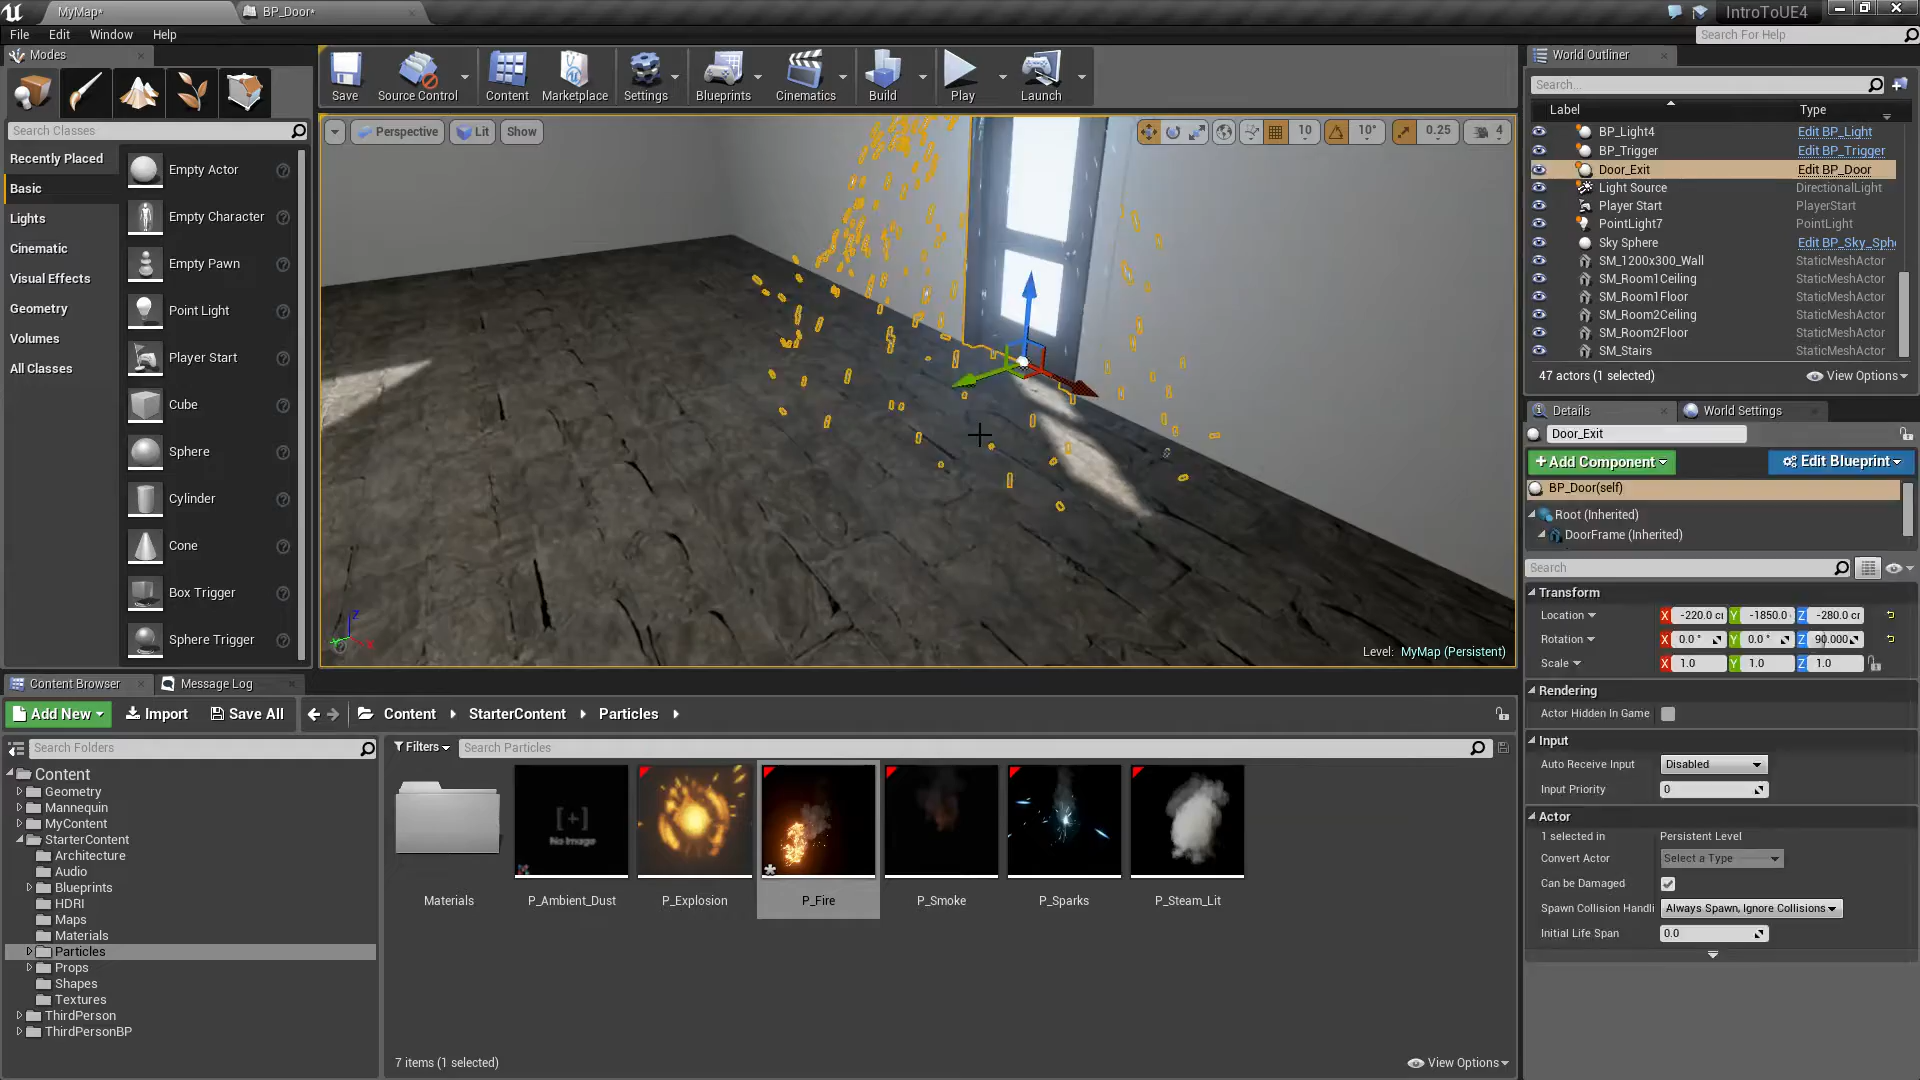 MyMap*
BP_Door*
IntroToUE4
File
Edit
Window
Help
Search For Help
Modes
Save
Source Control
Content
Marketplace
Settings
Blueprints
Cinematics
Build
Play
Launch
Search Classes
Recently Placed
Basic
Lights
Cinematic
Visual Effects
Geometry
Volumes
All Classes
Empty Actor
Empty Character
Empty Pawn
Point Light
Player Start
Cube
Sphere
Cylinder
Cone
Box Trigger
Sphere Trigger
Perspective
Lit
Show
10
10°
0.25
4
Z
X
Level: MyMap (Persistent)
World Outliner
Search...
Label Type
BP_Light4 Edit BP_Light
BP_Trigger Edit BP_Trigger
Door_Exit Edit BP_Door
Light Source DirectionalLight
Player Start PlayerStart
PointLight7 PointLight
Sky Sphere Edit BP_Sky_Sph
SM_1200x300_Wall StaticMeshActor
SM_Room1Ceiling StaticMeshActor
SM_Room1Floor StaticMeshActor
SM_Room2Ceiling StaticMeshActor
SM_Room2Floor StaticMeshActor
SM_Stairs StaticMeshActor
47 actors (1 selected)
View Options
Details
World Settings
Door_Exit
+Add Component
Edit Blueprint
BP_Door(self)
Root (Inherited)
DoorFrame (Inherited)
Search
Transform
Location X -220.0 cr Y -1850.0 Z -280.0 cr
Rotation X 0.0 ° Y 0.0 ° Z 90.000
Scale X 1.0 Y 1.0 Z 1.0
Rendering
Actor Hidden In Game
Input
Auto Receive Input Disabled
Input Priority 0
Actor
1 selected in Persistent Level
Convert Actor Select a Type
Can be Damaged
Spawn Collision Handli Always Spawn, Ignore Collisions
Initial Life Span 0.0
Content Browser
Message Log
Add New
Import
Save All
Content
StarterContent
Particles
Search Folders
Filters
Search Particles
Content
Geometry
Mannequin
MyContent
StarterContent
Architecture
Audio
Blueprints
HDRI
Maps
Materials
Particles
Props
Shapes
Textures
ThirdPerson
ThirdPersonBP
[+]
No Image
Materials
P_Ambient_Dust
P_Explosion
P_Fire
P_Smoke
P_Sparks
P_Steam_Lit
7 items (1 selected)
View Options